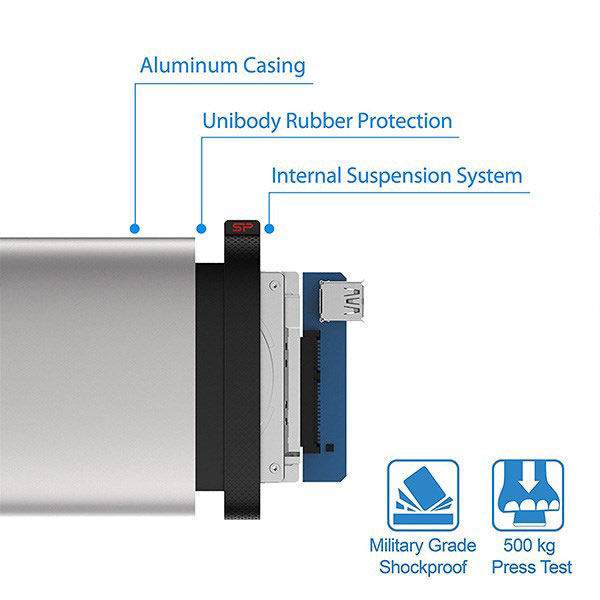 Aluminum Casing
Unibody Rubber Protection
Internal Suspension System
SP
Military Grade
Shockproof
500 kg
Press Test